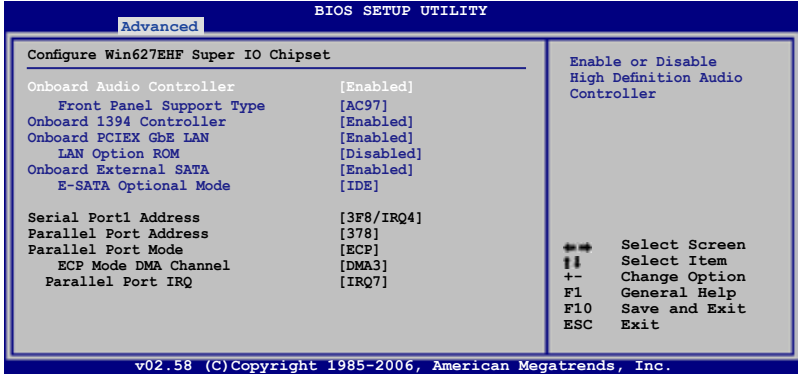 BIOS SETUP UTILITY
Advanced
Configure Win627EHF Super IO Chipset
Onboard Audio Controller [Enabled]
Front Panel Support Type [AC97]
Onboard 1394 Controller [Enabled]
Onboard PCIEX GbE LAN [Enabled]
LAN Option ROM [Disabled]
Onboard External SATA [Enabled]
E-SATA Optional Mode [IDE]
Serial Port1 Address [3F8/IRQ4]
Parallel Port Address [378]
Parallel Port Mode [ECP]
ECP Mode DMA Channel [DMA3]
Parallel Port IRQ [IRQ7]
Enable or Disable
High Definition Audio
Controller
←→ Select Screen
↑↓ Select Item
+- Change Option
F1 General Help
F10 Save and Exit
ESC Exit
v02.58 (C)Copyright 1985-2006, American Megatrends, Inc.